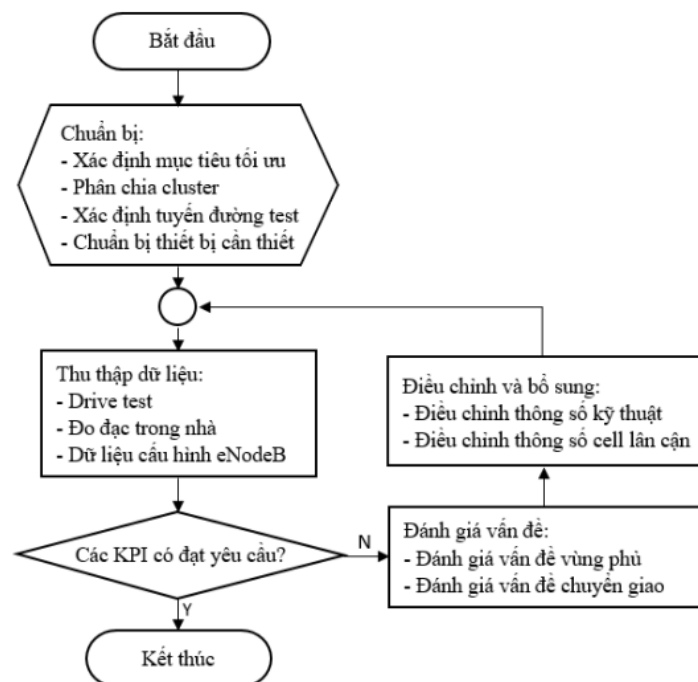 Bắt đầu
Chuẩn bị:
- Xác định mục tiêu tối ưu
- Phân chia cluster
- Xác định tuyến đường test
- Chuẩn bị thiết bị cần thiết
Thu thập dữ liệu:
- Drive test
- Đo đạc trong nhà
- Dữ liệu cấu hình eNodeB
Các KPI có đạt yêu cầu?
N
Y
Đánh giá vấn đề:
- Đánh giá vấn đề vùng phủ
- Đánh giá vấn đề chuyển giao
Điều chỉnh và bổ sung:
- Điều chỉnh thông số kỹ thuật
- Điều chỉnh thông số cell lân cận
Kết thúc